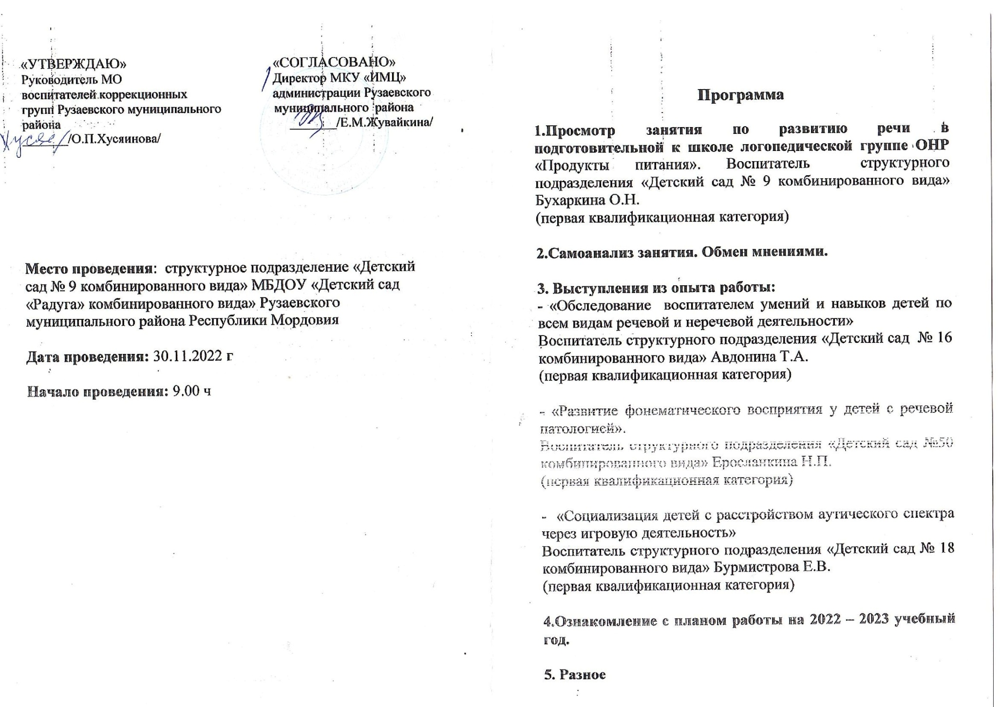 «УТВЕРЖДАЮ»
Руководитель МО
воспитателей коррекционных
групп Рузаевского муниципального
района
Хусяе/О.П.Хусяинова/
«СОГЛАСОВАНО»
Директор МКУ «ИМЦ»
администрации Рузаевского
муниципального района
/Е.М.Жувайкина/
Место проведения: структурное подразделение «Детский
сад № 9 комбинированного вида» МБДОУ «Детский сад
«Радуга» комбинированного вида» Рузаевского
муниципального района Республики Мордовия
Дата проведения: 30.11.2022 г
Начало проведения: 9.00 ч
Программа
1.Просмотр занятия по развитию речи в
подготовительной к школе логопедической группе ОНР
«Продукты питания». Воспитатель структурного
подразделения «Детский сад № 9 комбинированного вида»
Бухаркина О.Н.
(первая квалификационная категория)
2.Самоанализ занятия. Обмен мнениями.
3. Выступления из опыта работы:
- «Обследование воспитателем умений и навыков детей по
всем видам речевой и неречевой деятельности»
Воспитатель структурного подразделения «Детский сад № 16
комбинированного вида» Авдонина Т.А.
(первая квалификационная категория)
- «Развитие фонематического восприятия у детей с речевой
патологией».
Воспитатель структурного подразделения «Детский сад №50
комбинированного вида» Еросланкина Н.П.
(первая квалификационная категория)
- «Социализация детей с расстройством аутического спектра
через игровую деятельность»
Воспитатель структурного подразделения «Детский сад № 18
комбинированного вида» Бурмистрова Е.В.
(первая квалификационная категория)
4.Ознакомление с планом работы на 2022 – 2023 учебный
год.
5. Разное